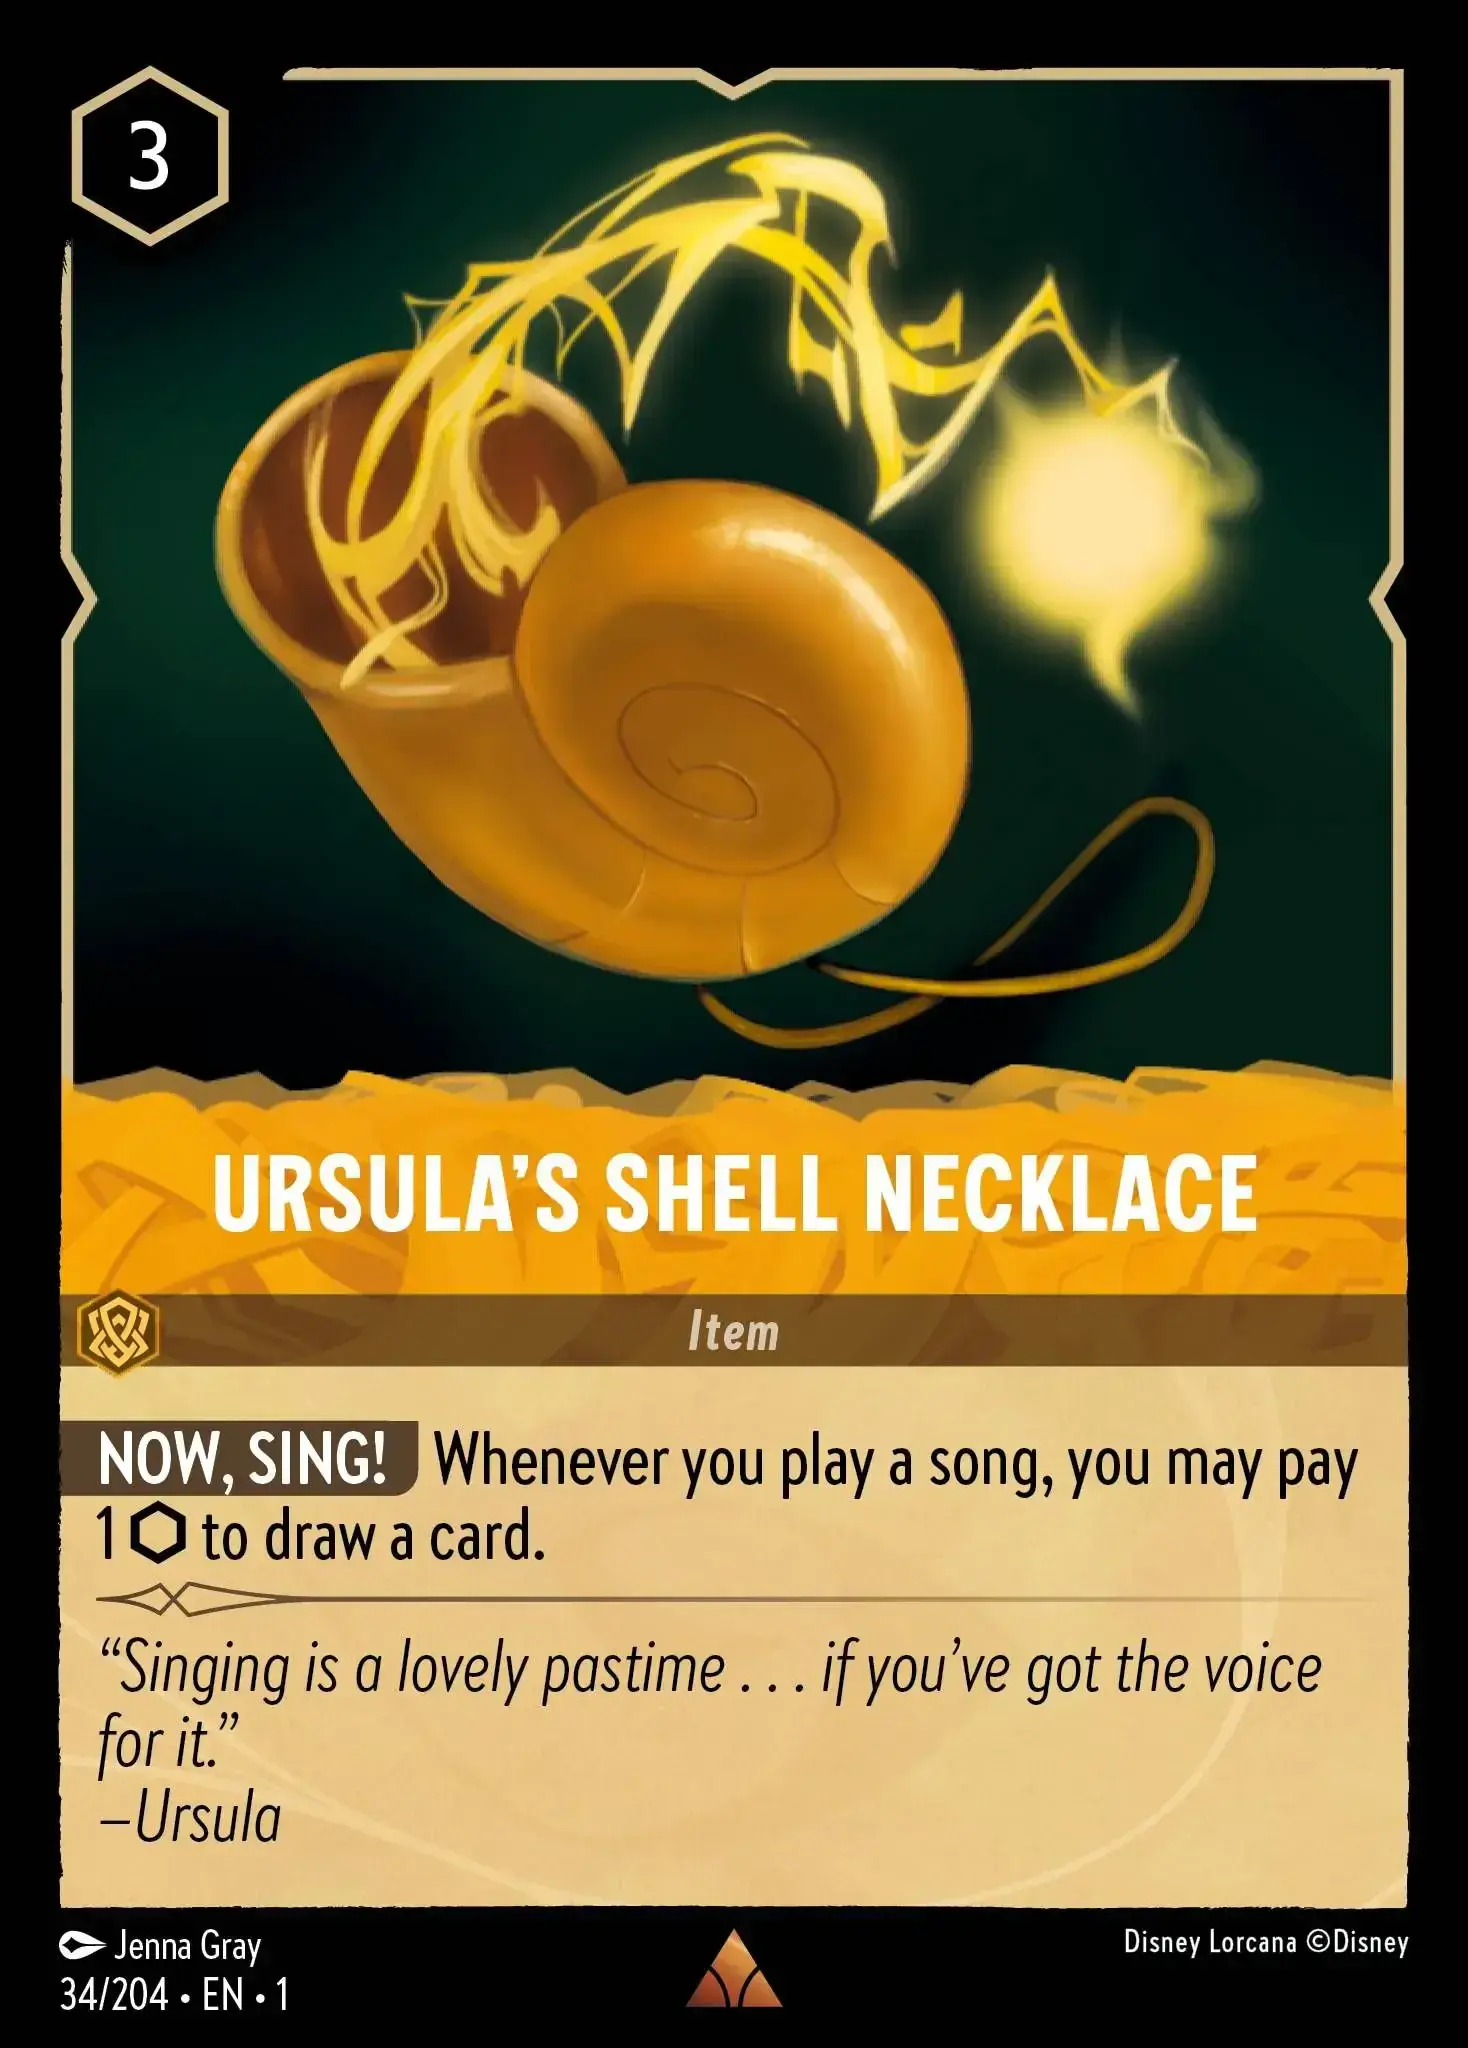 3
URSULA’S SHELL NECKLACE
Item
NOW, SING! Whenever you play a song, you may pay
1 ⬡ to draw a card.
“Singing is a lovely pastime . . . if you’ve got the voice
for it.”
–Ursula
Jenna Gray
34/204 • EN • 1
Disney Lorcana ©Disney